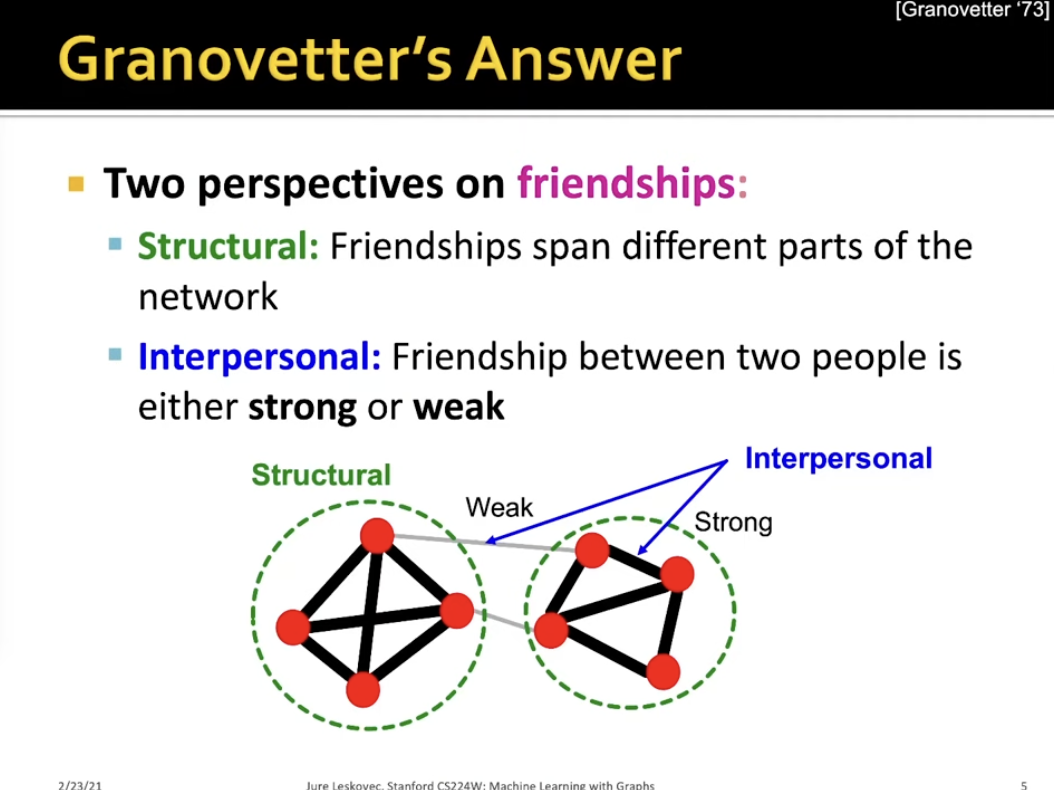 [Granovetter ‘73]
Granovetter’s Answer
Two perspectives on friendships:
Structural: Friendships span different parts of the
network
Interpersonal: Friendship between two people is
either strong or weak
Structural
Interpersonal
Weak
Strong
2/23/21
Jure Leskovec, Stanford CS224W: Machine Learning with Graphs
5